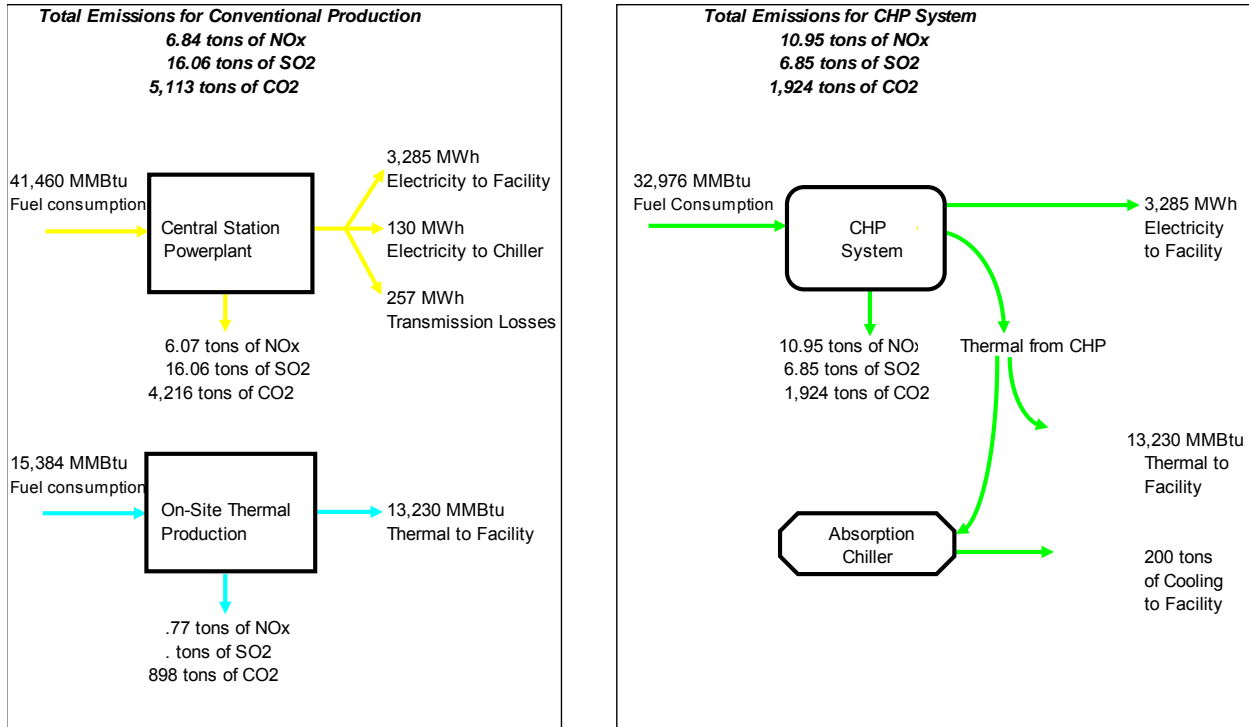 Total Emissions for Conventional Production
6.84 tons of NOx
16.06 tons of SO2
5,113 tons of CO2
41,460 MMBtu
Fuel consumption
Central Station
Powerplant
3,285 MWh
Electricity to Facility
130 MWh
Electricity to Chiller
257 MWh
Transmission Losses
6.07 tons of NOx
16.06 tons of SO2
4,216 tons of CO2
15,384 MMBtu
Fuel consumption
On-Site Thermal
Production
13,230 MMBtu
Thermal to Facility
.77 tons of NOx
. tons of SO2
898 tons of CO2
Total Emissions for CHP System
10.95 tons of NOx
6.85 tons of SO2
1,924 tons of CO2
32,976 MMBtu
Fuel Consumption
CHP
System
3,285 MWh
Electricity
to Facility
10.95 tons of NOx
6.85 tons of SO2
1,924 tons of CO2
Thermal from CHP
13,230 MMBtu
Thermal to
Facility
Absorption
Chiller
200 tons
of Cooling
to Facility